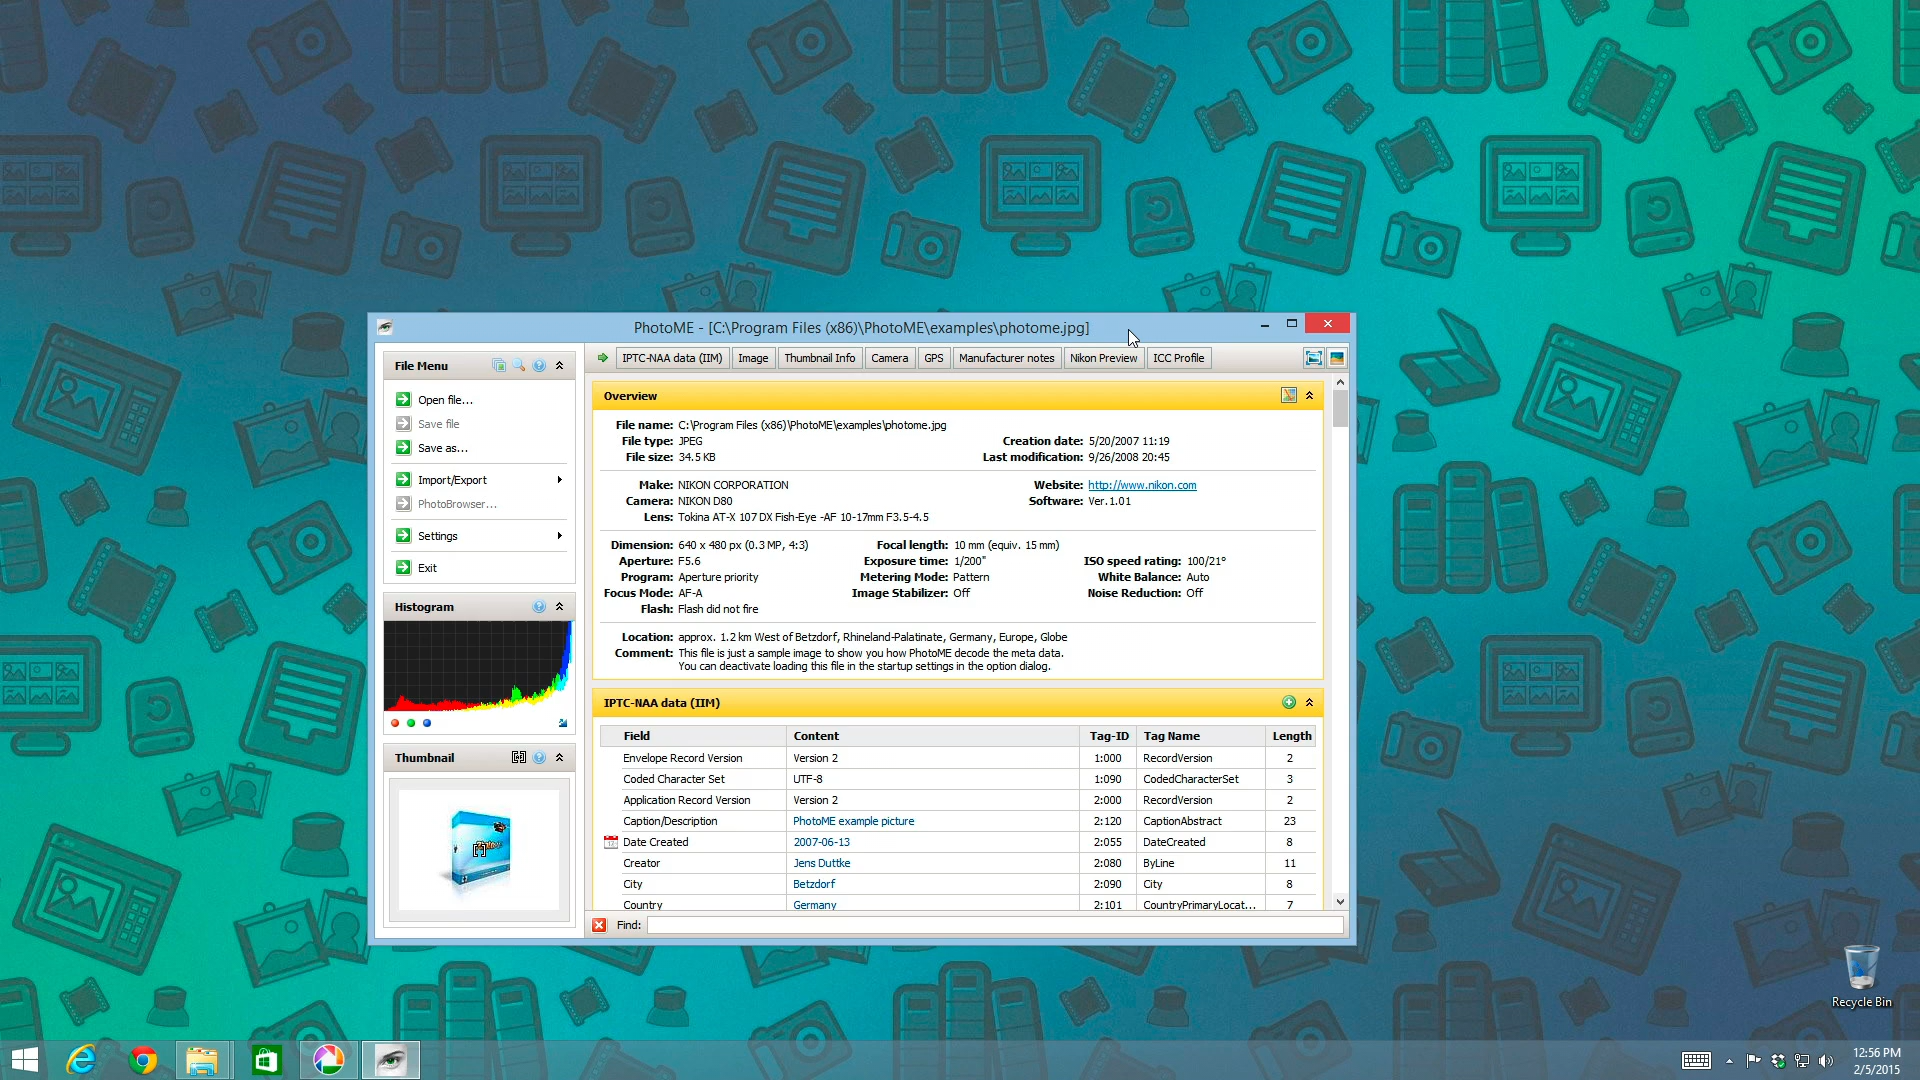 PhotoME - [C:\Program Files (x86)\PhotoME\examples\photome.jpg]
File Menu
Open file...
Save file
Save as...
Import/Export
PhotoBrowser...
Settings
Exit
Histogram
Thumbnail
IPTC-NAA data (IIM) Image Thumbnail Info Camera GPS Manufacturer notes Nikon Preview ICC Profile
Overview
File name: C:\Program Files (x86)\PhotoME\examples\photome.jpg
File type: JPEG Creation date: 5/20/2007 11:19
File size: 34.5 KB Last modification: 9/26/2008 20:45
Make: NIKON CORPORATION Website: http://www.nikon.com
Camera: NIKON D80 Software: Ver.1.01
Lens: Tokina AT-X 107 DX Fish-Eye -AF 10-17mm F3.5-4.5
Dimension: 640 x 480 px (0.3 MP, 4:3) Focal length: 10 mm (equiv. 15 mm)
Aperture: F5.6 Exposure time: 1/200" ISO speed rating: 100/21°
Program: Aperture priority Metering Mode: Pattern White Balance: Auto
Focus Mode: AF-A Image Stabilizer: Off Noise Reduction: Off
Flash: Flash did not fire
Location: approx. 1.2 km West of Betzdorf, Rhineland-Palatinate, Germany, Europe, Globe
Comment: This file is just a sample image to show you how PhotoME decode the meta data.
You can deactivate loading this file in the startup settings in the option dialog.
IPTC-NAA data (IIM)
Field Content Tag-ID Tag Name Length
Envelope Record Version Version 2 1:000 RecordVersion 2
Coded Character Set UTF-8 1:090 CodedCharacterSet 3
Application Record Version Version 2 2:000 RecordVersion 2
Caption/Description PhotoME example picture 2:120 CaptionAbstract 23
Date Created 2007-06-13 2:055 DateCreated 8
Creator Jens Duttke 2:080 ByLine 11
City Betzdorf 2:090 City 8
Country Germany 2:101 CountryPrimaryLocat... 7
Find:
Recycle Bin
12:56 PM
2/5/2015